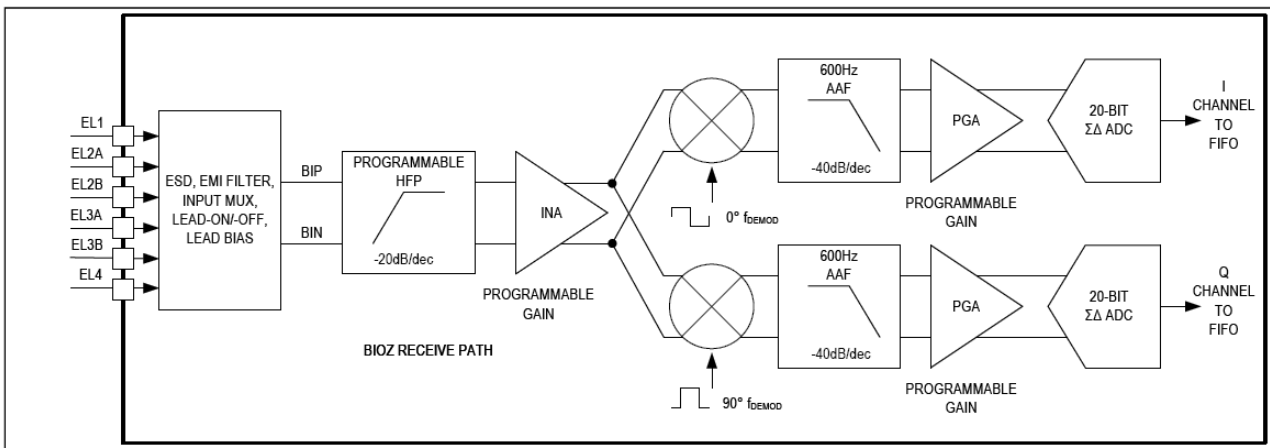 EL1
EL2A
EL2B
EL3A
EL3B
EL4
ESD, EMI FILTER,
INPUT MUX,
LEAD-ON/-OFF,
LEAD BIAS
BIP
BIN
PROGRAMMABLE
HFP
-20dB/dec
INA
PROGRAMMABLE
GAIN
BIOZ RECEIVE PATH
0° fDEMOD
600Hz
AAF
-40dB/dec
PGA
PROGRAMMABLE
GAIN
20-BIT
ΣΔ ADC
I
CHANNEL
TO
FIFO
90° fDEMOD
600Hz
AAF
-40dB/dec
PGA
PROGRAMMABLE
GAIN
20-BIT
ΣΔ ADC
Q
CHANNEL
TO
FIFO